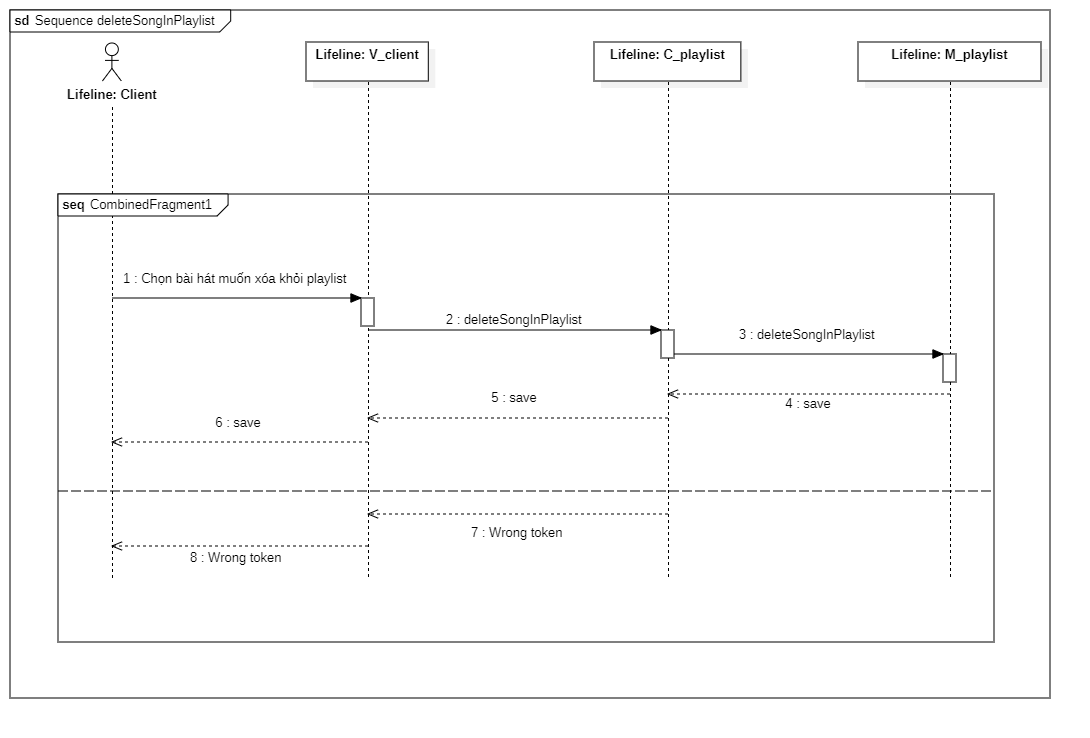 sd Sequence deleteSongInPlaylist
Lifeline: Client
Lifeline: V_client
Lifeline: C_playlist
Lifeline: M_playlist
seq CombinedFragment1
1 : Chọn bài hát muốn xóa khỏi playlist
2 : deleteSongInPlaylist
3 : deleteSongInPlaylist
4 : save
5 : save
6 : save
7 : Wrong token
8 : Wrong token